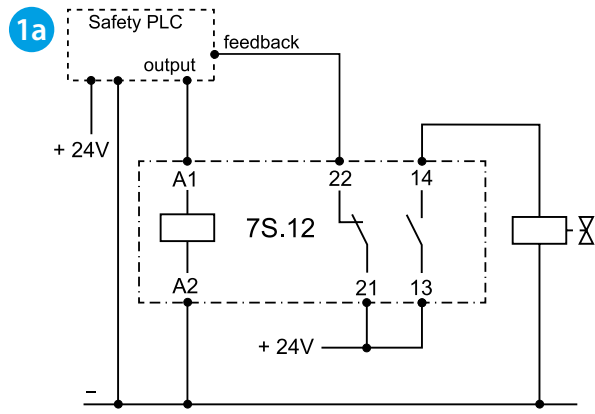 1a
Safety PLC
feedback
output
+ 24V
A1
22
14
7S.12
A2
21
13
+ 24V
–